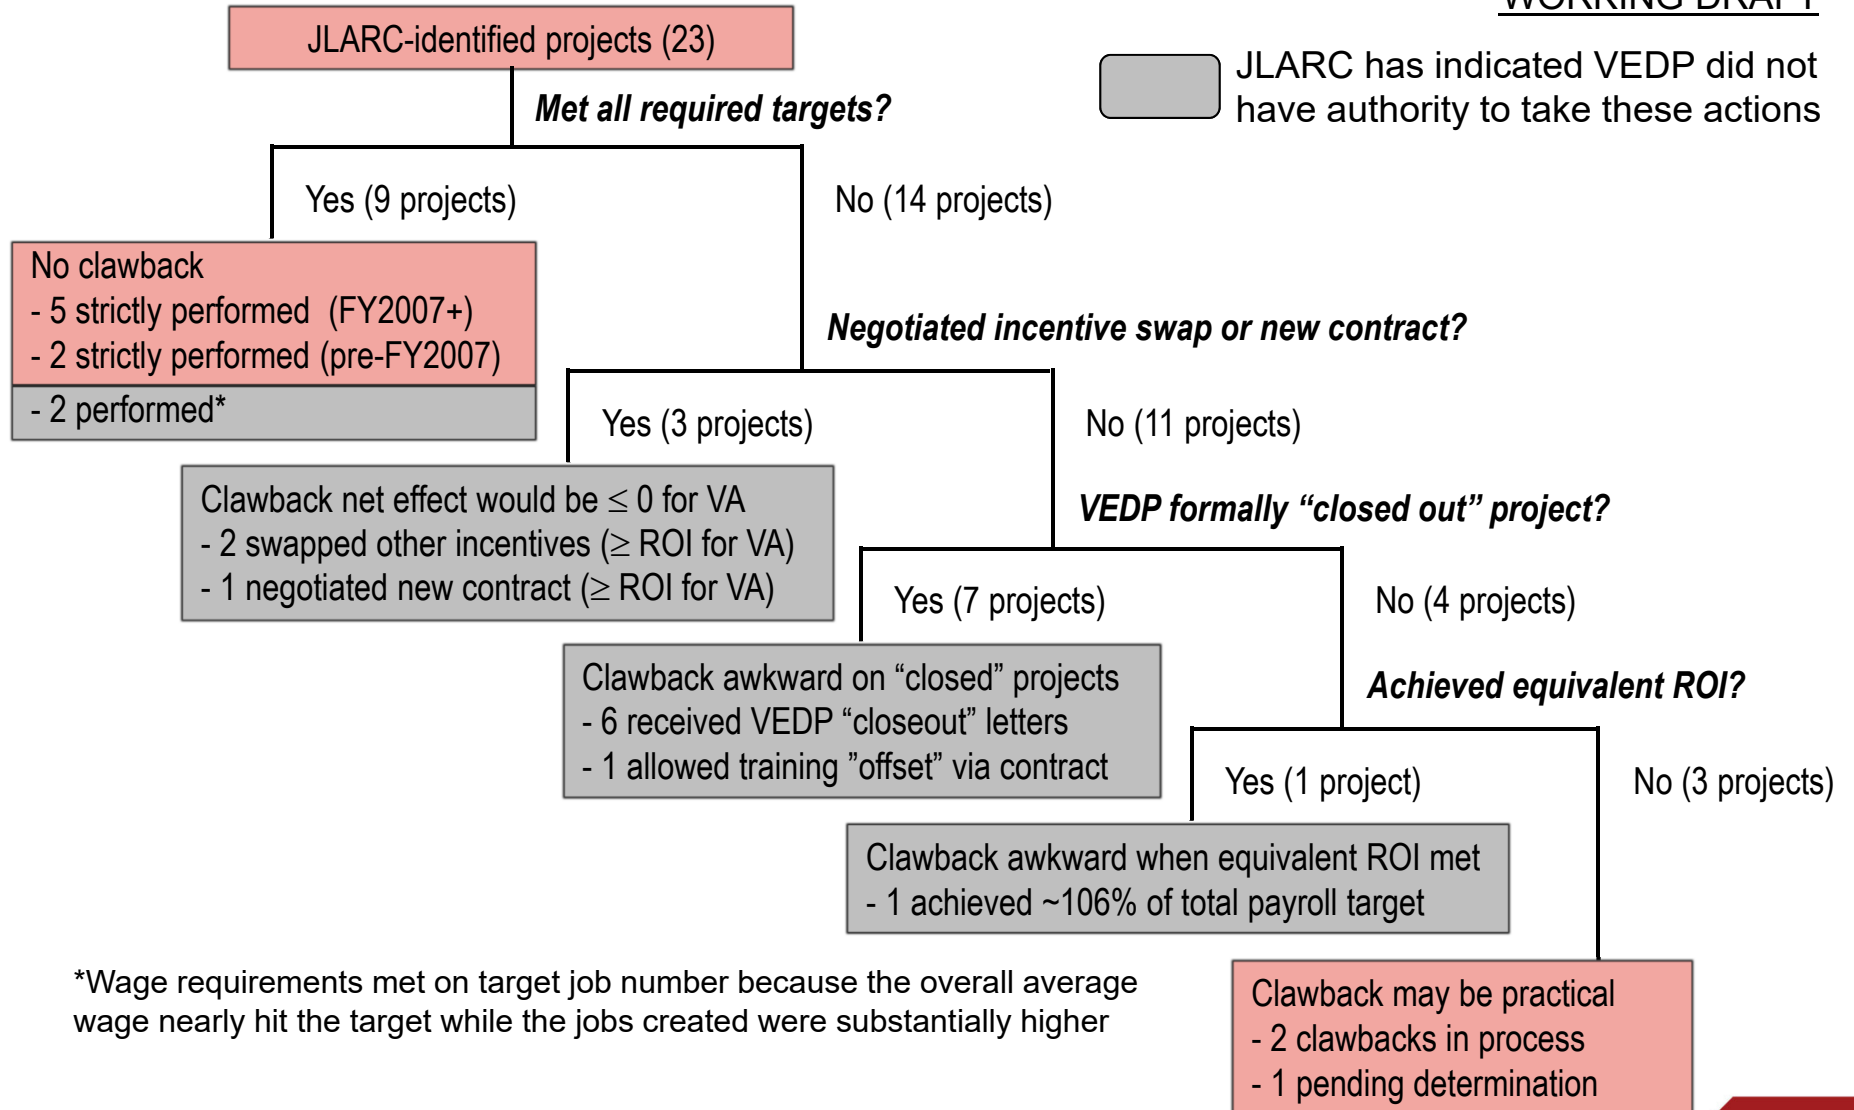 WORKING DRAFT
JLARC-identified projects (23)
JLARC has indicated VEDP did not
have authority to take these actions
Met all required targets?
Yes (9 projects)
No (14 projects)
No clawback
- 5 strictly performed (FY2007+)
- 2 strictly performed (pre-FY2007)
- 2 performed*
Negotiated incentive swap or new contract?
Yes (3 projects)
No (11 projects)
Clawback net effect would be ≤ 0 for VA
- 2 swapped other incentives (≥ ROI for VA)
- 1 negotiated new contract (≥ ROI for VA)
VEDP formally “closed out” project?
Yes (7 projects)
No (4 projects)
Clawback awkward on “closed” projects
- 6 received VEDP “closeout” letters
- 1 allowed training ”offset” via contract
Achieved equivalent ROI?
Yes (1 project)
No (3 projects)
Clawback awkward when equivalent ROI met
- 1 achieved ~106% of total payroll target
Clawback may be practical
- 2 clawbacks in process
- 1 pending determination
*Wage requirements met on target job number because the overall average
wage nearly hit the target while the jobs created were substantially higher